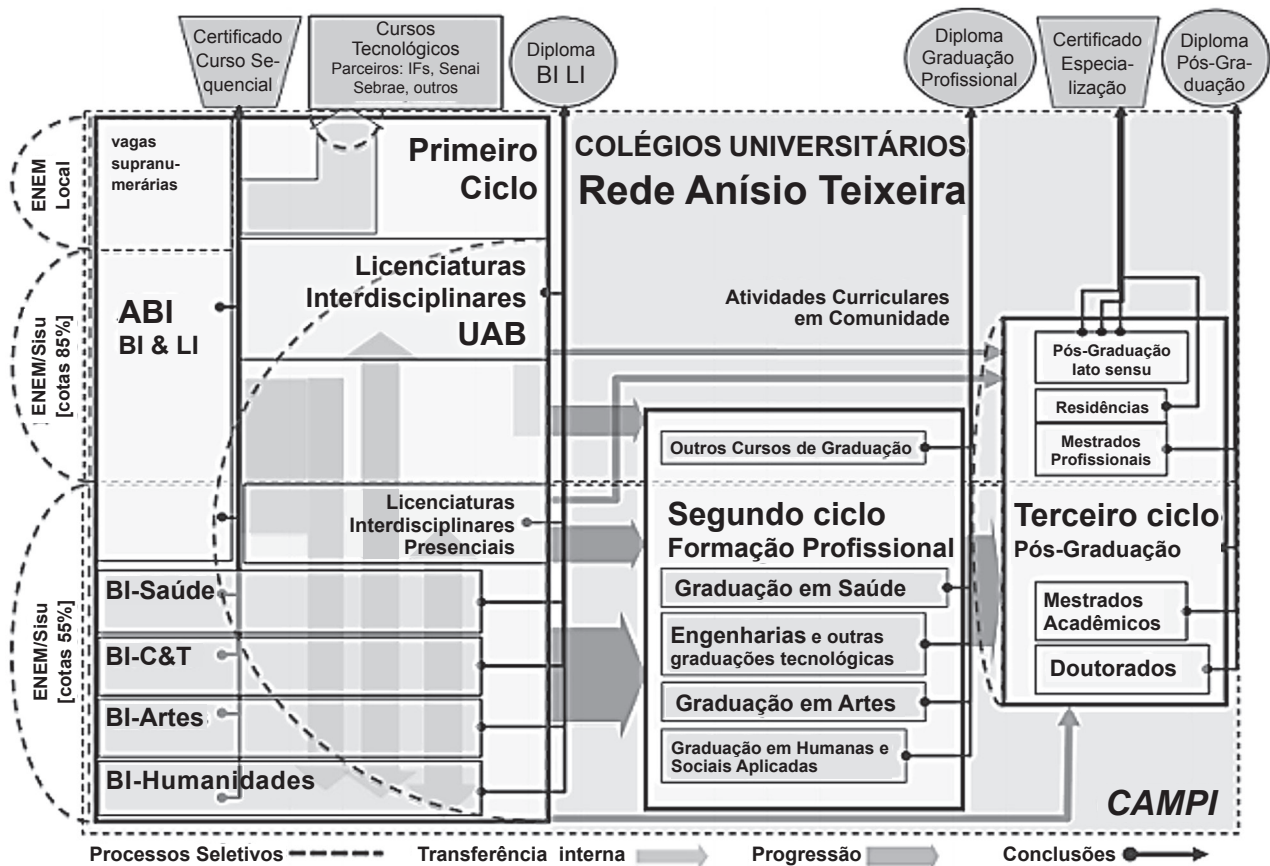 Certificado
Curso Se-
quencial
Cursos
Tecnológicos
Parceiros: IFs, Senai
Sebrae, outros
Diploma
BI LI
Diploma
Graduação
Profissional
Certificado
Especia-
lização
Diploma
Pós-Gra-
duação
ENEM
Local
vagas
supranu-
merárias
Primeiro
Ciclo
COLÉGIOS UNIVERSITÁRIOS
Rede Anísio Teixeira
ENEM/Sisu
[cotas 85%]
ABI
BI & LI
Licenciaturas
Interdisciplinares
UAB
Atividades Curriculares
em Comunidade
Pós-Graduação
lato sensu
Residências
Mestrados
Profissionais
Outros Cursos de Graduação
ENEM/Sisu
[cotas 55%]
Licenciaturas
Interdisciplinares
Presenciais
BI-Saúde
BI-C&T
BI-Artes
BI-Humanidades
Segundo ciclo
Formação Profissional
Graduação em Saúde
Engenharias e outras
graduações tecnológicas
Graduação em Artes
Graduação em Humanas e
Sociais Aplicadas
Terceiro ciclo
Pós-Graduação
Mestrados
Acadêmicos
Doutorados
CAMPI
Processos Seletivos
Transferência interna
Progressão
Conclusões